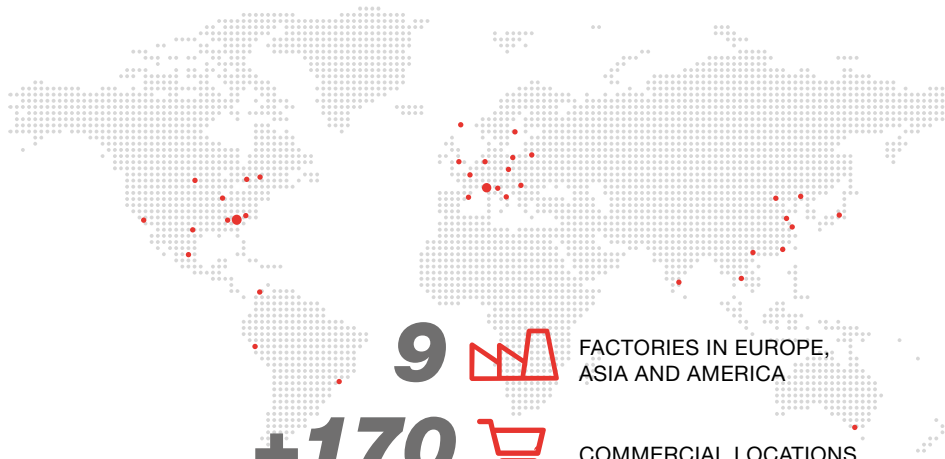 9
FACTORIES IN EUROPE,
ASIA AND AMERICA
+170
COMMERCIAL LOCATIONS